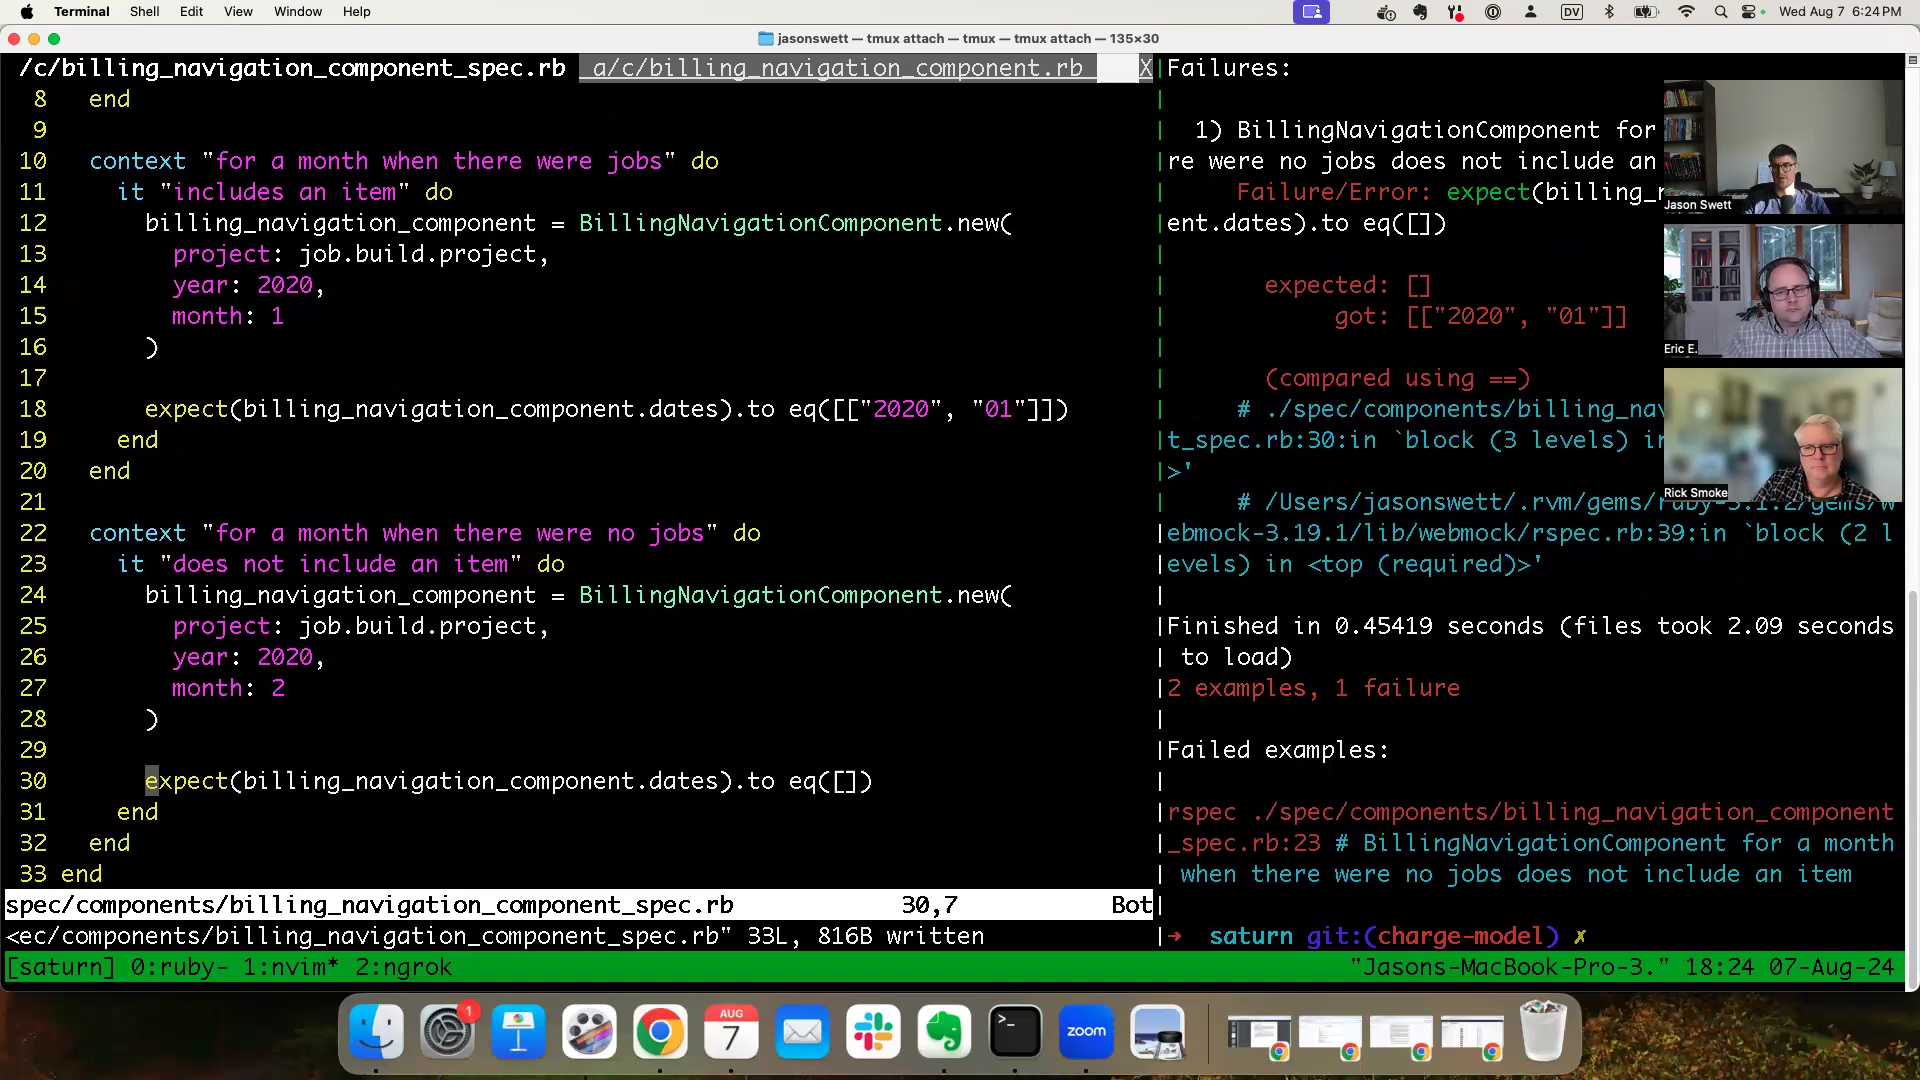 Terminal Shell Edit View Window Help DV Wed Aug 7 6:24 PM
jasonswett — tmux attach — tmux — tmux attach — 135×30
/c/billing_navigation_component_spec.rb a/c/billing_navigation_component.rb X
8 end
9
10 context "for a month when there were jobs" do
11 it "includes an item" do
12 billing_navigation_component = BillingNavigationComponent.new(
13 project: job.build.project,
14 year: 2020,
15 month: 1
16 )
17
18 expect(billing_navigation_component.dates).to eq([["2020", "01"]])
19 end
20 end
21
22 context "for a month when there were no jobs" do
23 it "does not include an item" do
24 billing_navigation_component = BillingNavigationComponent.new(
25 project: job.build.project,
26 year: 2020,
27 month: 2
28 )
29
30 expect(billing_navigation_component.dates).to eq([])
31 end
32 end
33 end
spec/components/billing_navigation_component_spec.rb 30,7 Bot
<ec/components/billing_navigation_component_spec.rb" 33L, 816B written
Failures:
1) BillingNavigationComponent for
re were no jobs does not include an
Failure/Error: expect(billing_
ent.dates).to eq([])
expected: []
got: [["2020", "01"]]
(compared using ==)
# ./spec/components/billing_na
t_spec.rb:30:in `block (3 levels) i
>'
# /Users/jasonswett/.rvm/gems/ruby-3.1.2/gems/w
ebmock-3.19.1/lib/webmock/rspec.rb:39:in `block (2 l
evels) in <top (required)>'
Finished in 0.45419 seconds (files took 2.09 seconds
to load)
2 examples, 1 failure
Failed examples:
rspec ./spec/components/billing_navigation_component
_spec.rb:23 # BillingNavigationComponent for a month
when there were no jobs does not include an item
➜ saturn git:(charge-model) ✗
[saturn] 0:ruby- 1:nvim* 2:ngrok "Jasons-MacBook-Pro-3." 18:24 07-Aug-24
Jason Swett
Eric E.
Rick Smoke
1
AUG
7
>_
zoom